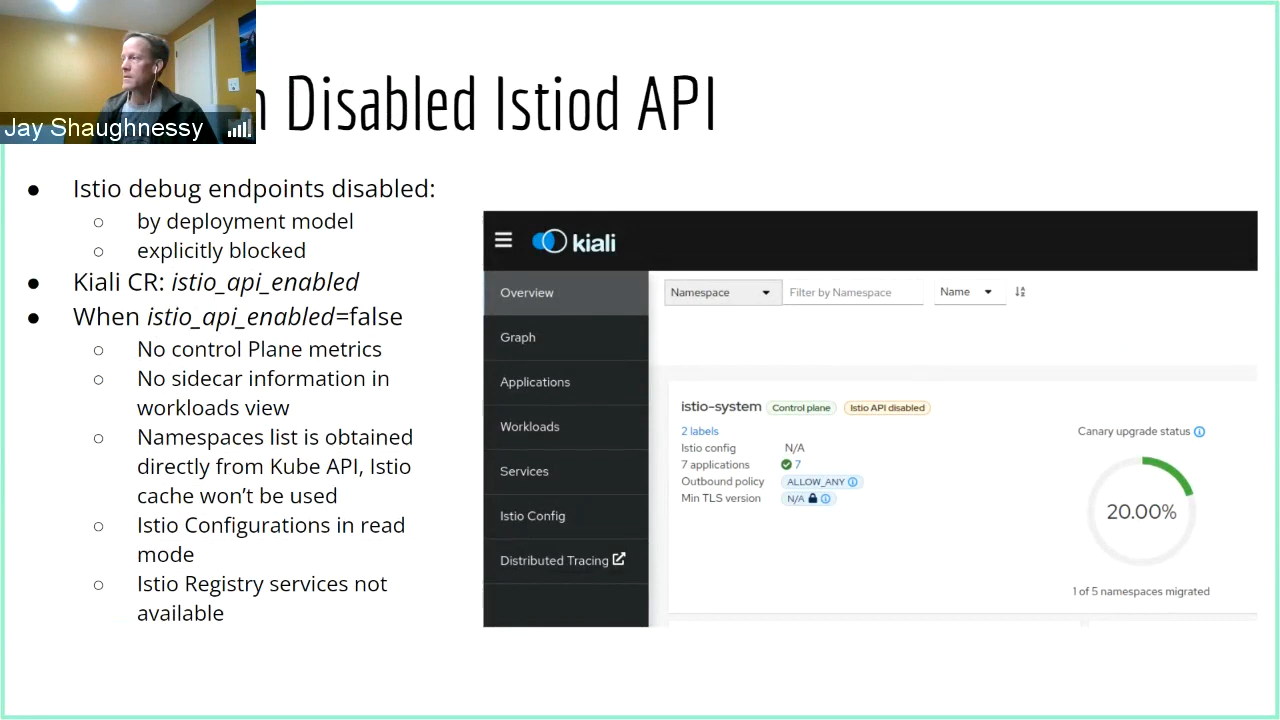 Jay Shaughnessy
Disabled Istiod API
● Istio debug endpoints disabled:
○ by deployment model
○ explicitly blocked
● Kiali CR: istio_api_enabled
● When istio_api_enabled=false
○ No control Plane metrics
○ No sidecar information in
workloads view
○ Namespaces list is obtained
directly from Kube API, Istio
cache won't be used
○ Istio Configurations in read
mode
○ Istio Registry services not
available
kiali
Overview
Graph
Applications
Workloads
Services
Istio Config
Distributed Tracing
Namespace
Filter by Namespace
Name
istio-system Control plane Istio API disabled
2 labels
Istio config N/A
7 applications 7
Outbound policy ALLOW_ANY
Min TLS version N/A
Canary upgrade status
20.00%
1 of 5 namespaces migrated